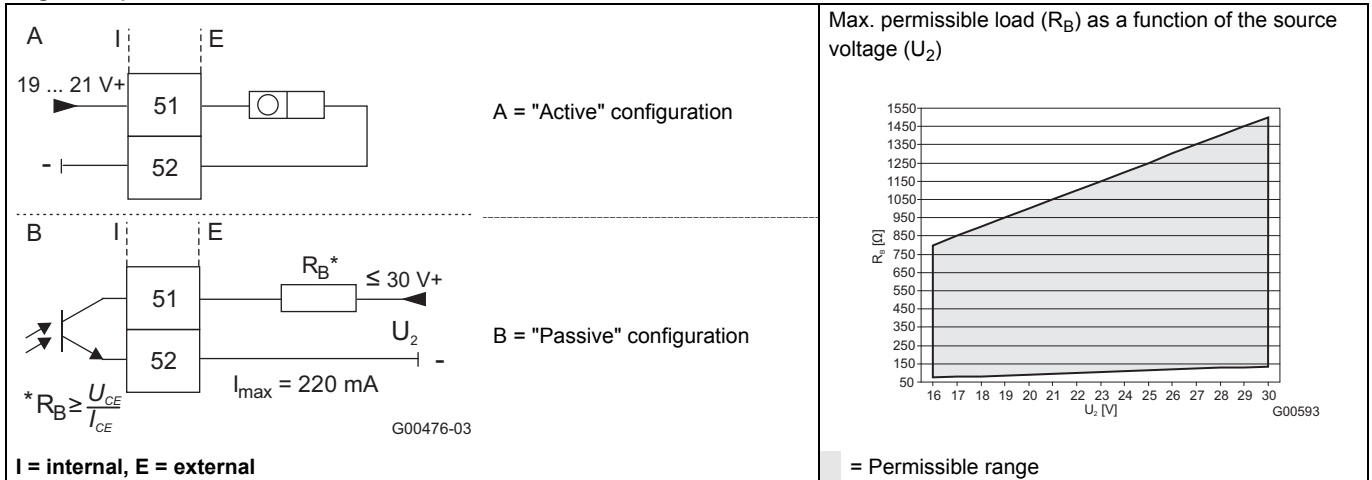 A I E
19 ... 21 V+
51
52
-
A = "Active" configuration
B I E
51
52
R_B* ≤ 30 V+
U₂
-
I_max = 220 mA
*R_B ≥ U_CE / I_CE
G00476-03
B = "Passive" configuration
I = internal, E = external
Max. permissible load (R_B) as a function of the source
voltage (U₂)
1550
1450
1350
1250
1150
1050
950
850
750
650
550
450
350
250
150
50
R_B [Ω]
16 17 18 19 20 21 22 23 24 25 26 27 28 29 30
U₂ [V]
G00593
= Permissible range